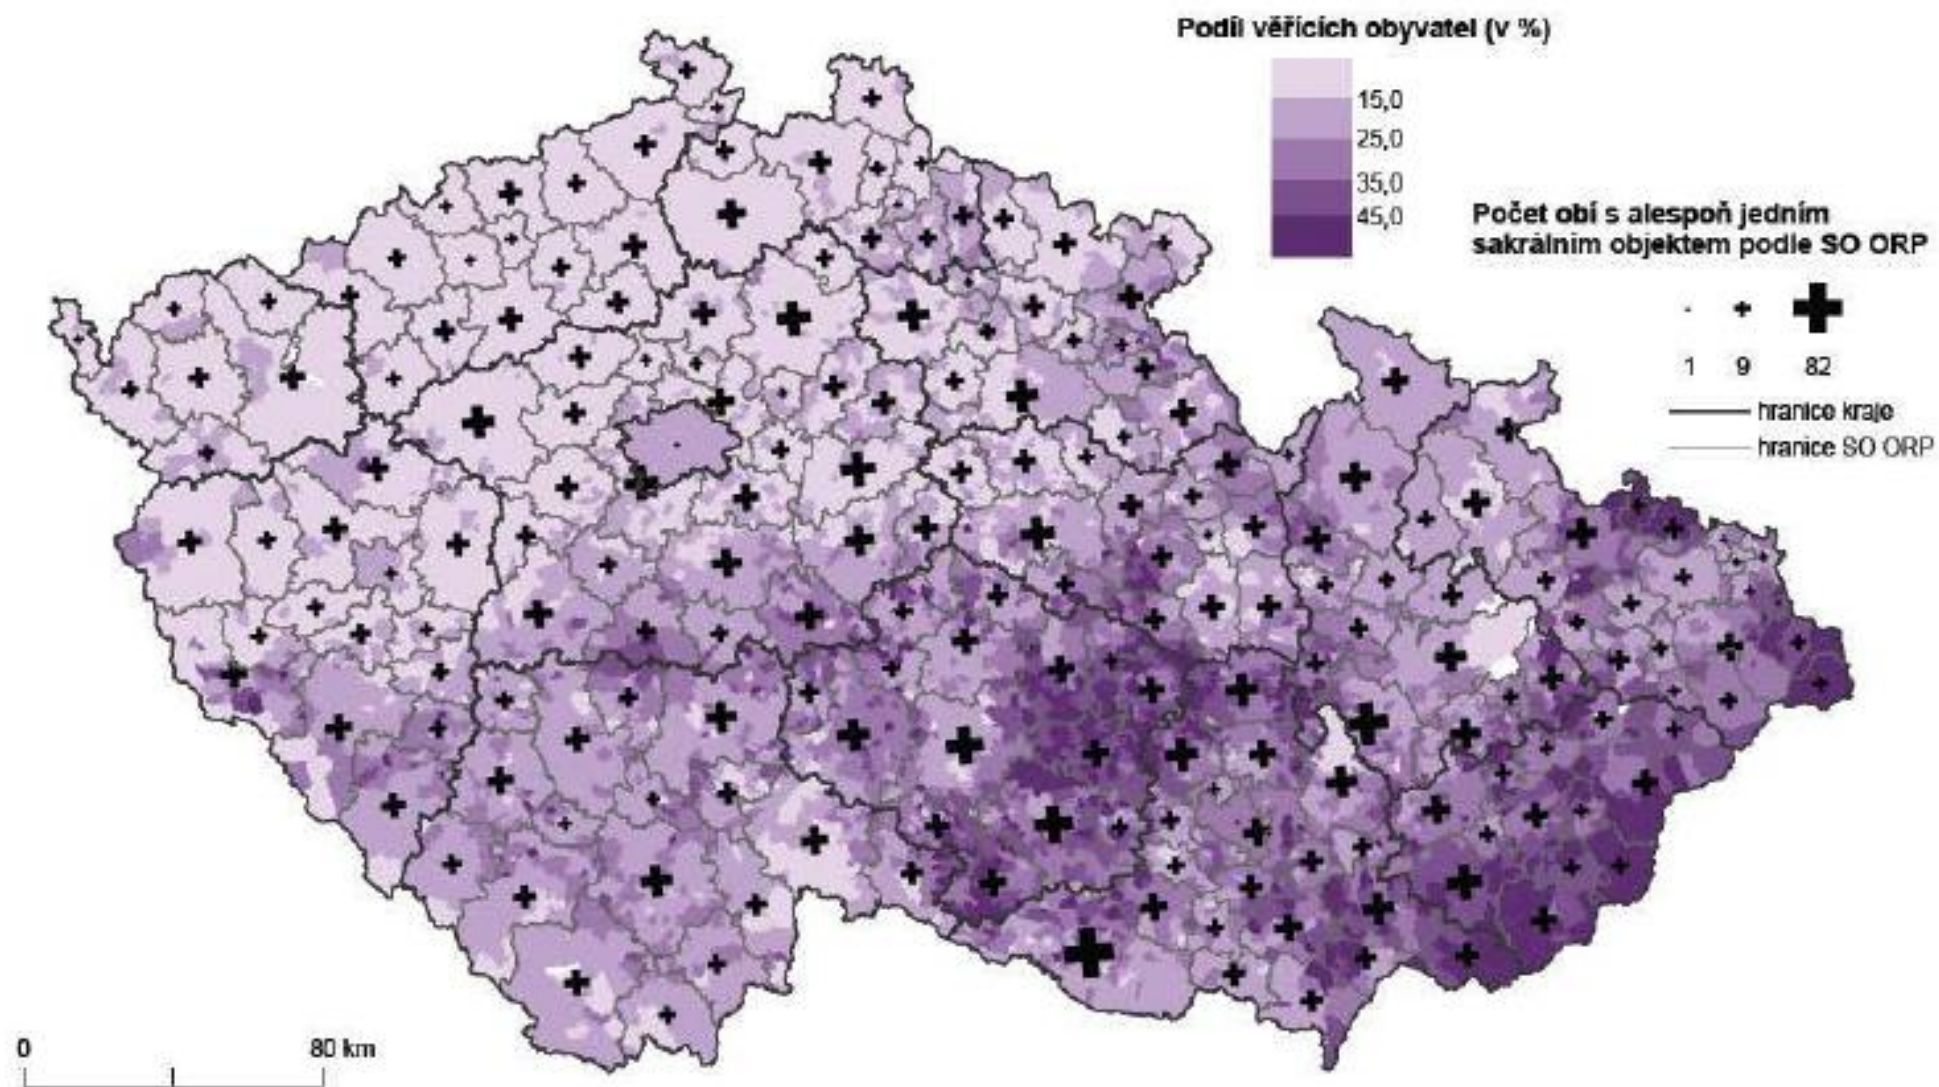 Podíl věřících obyvatel (v %)
15,0
25,0
35,0
45,0
Počet obí s alespoň jedním
sakrálním objektem podle SO ORP
1 9 82
hranice kraje
hranice SO ORP
0 80 km